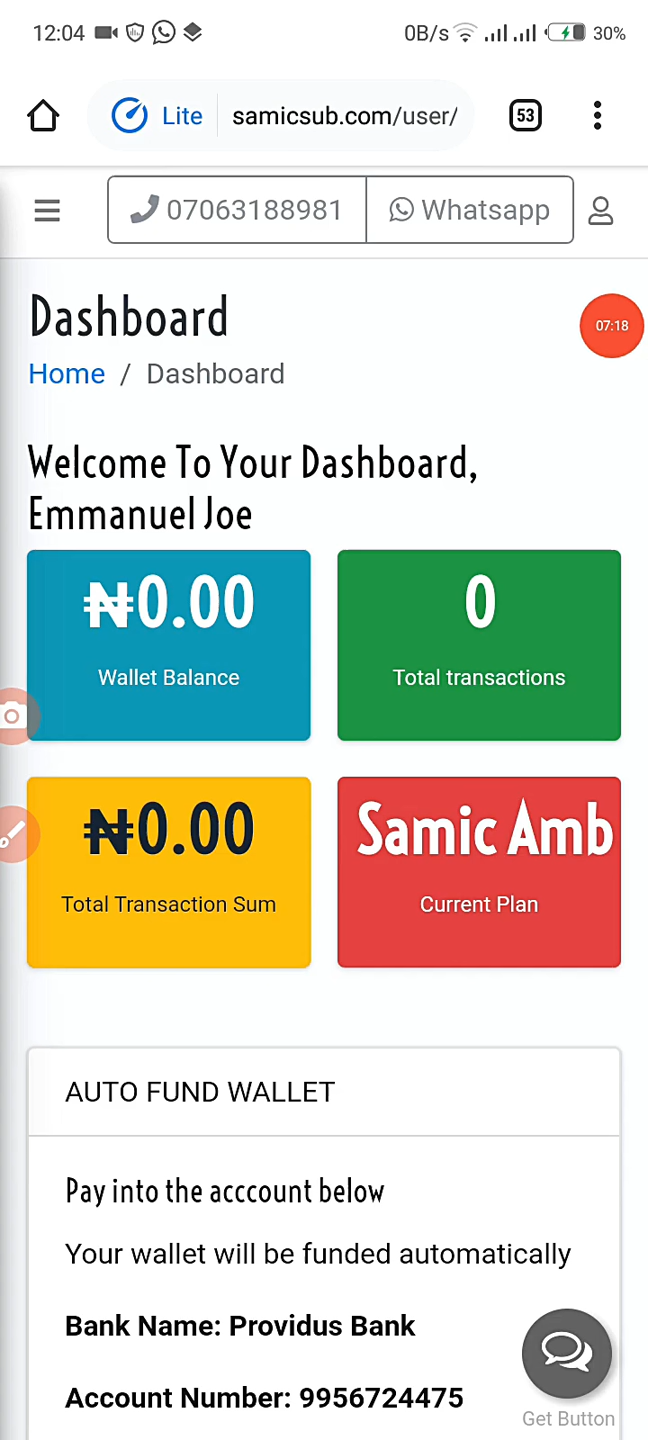 12:04 0B/s 30%
Lite samicsub.com/user/ 53
07063188981 Whatsapp
Dashboard
07:18
Home / Dashboard
Welcome To Your Dashboard,
Emmanuel Joe
₦0.00 0
Wallet Balance Total transactions
₦0.00 Samic Amb
Total Transaction Sum Current Plan
AUTO FUND WALLET
Pay into the acccount below
Your wallet will be funded automatically
Bank Name: Providus Bank
Account Number: 9956724475
Get Button